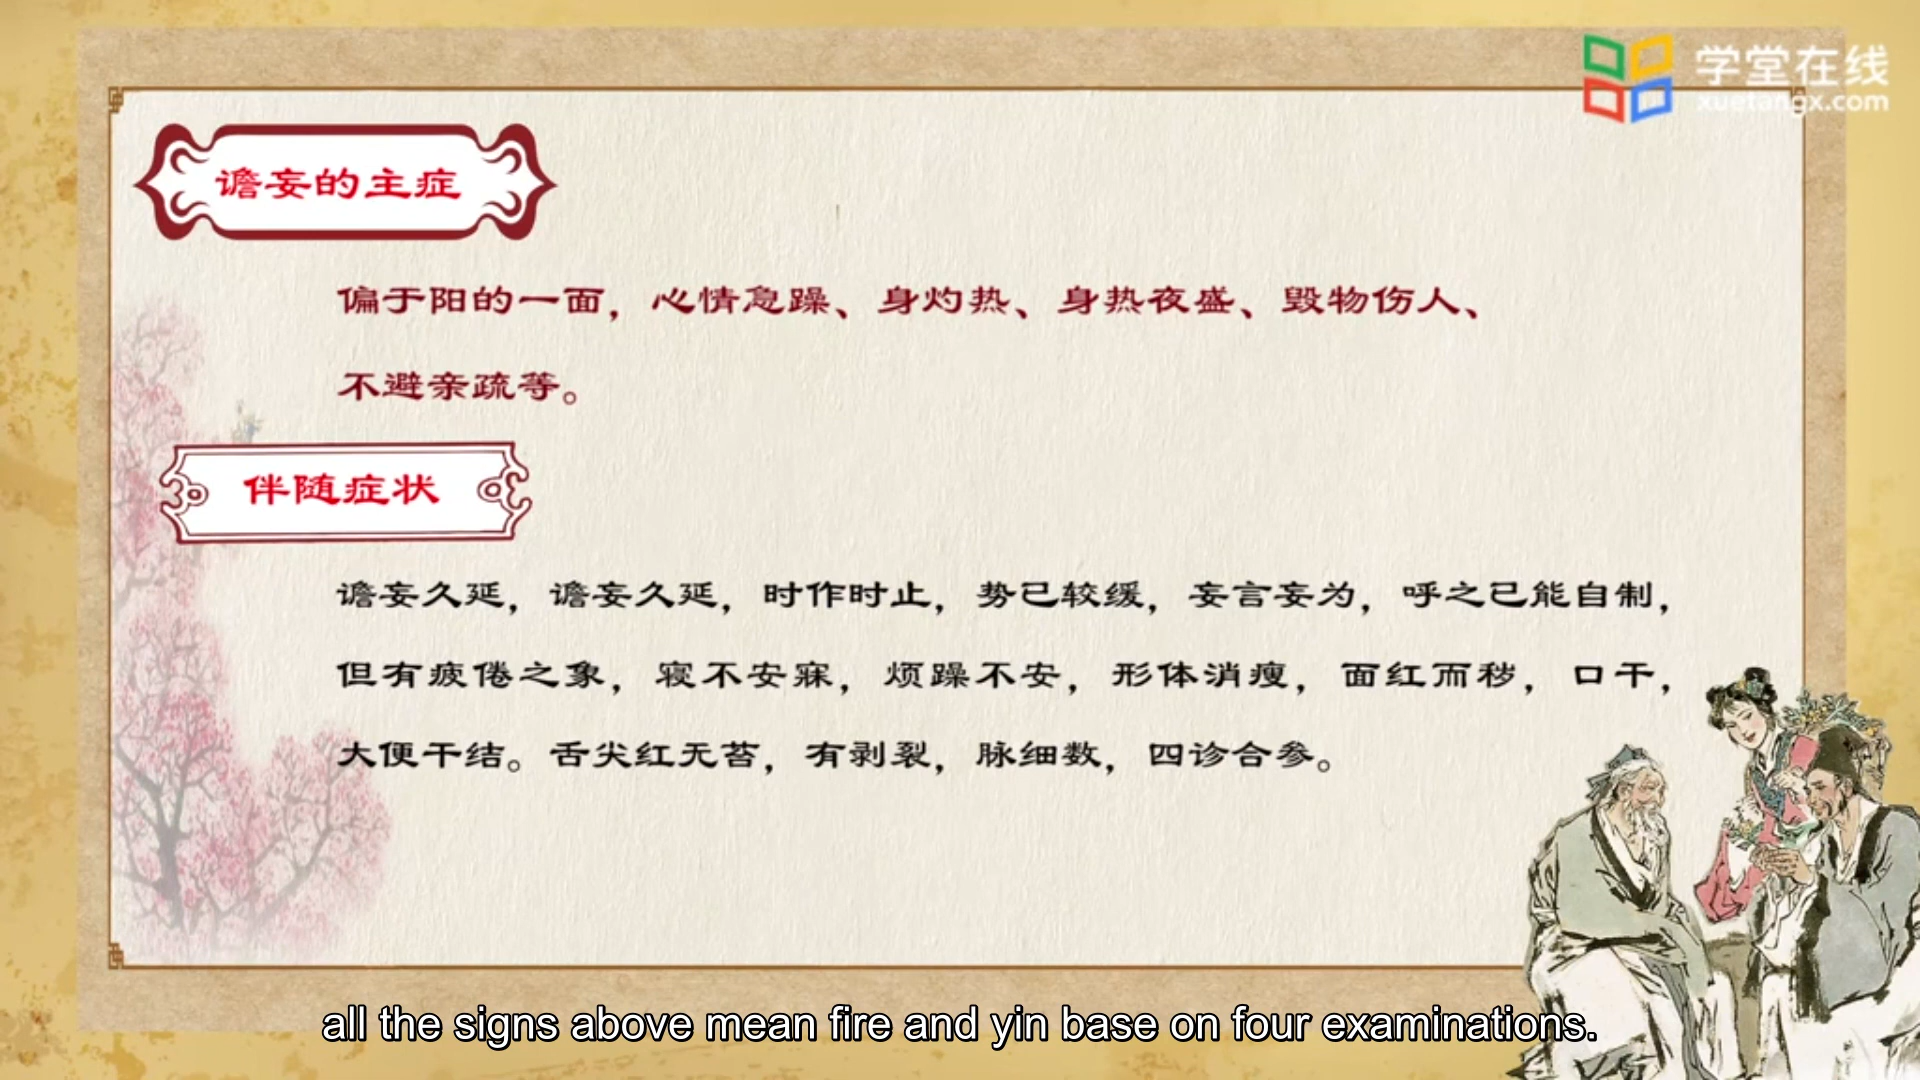 学堂在线
xuetangx.com
谵妄的主症
偏于阳的一面，心情急躁、身灼热、身热夜盛、毁物伤人、
不避亲疏等。
伴随症状
谵妄久延，谵妄久延，时作时止，势已较缓，妄言妄为，呼之已能自制，
但有疲倦之象，寝不安寐，烦躁不安，形体消瘦，面红而秽，口干，
大便干结。舌尖红无苔，有剥裂，脉细数，四诊合参。
all the signs above mean fire and yin base on four examinations.